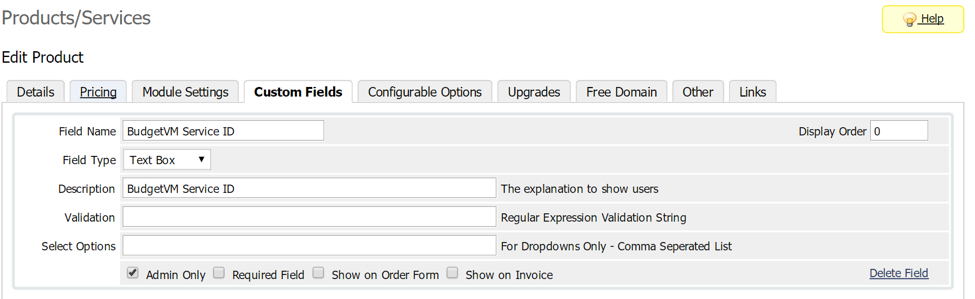 Products/Services
Help
Edit Product
Details Pricing Module Settings Custom Fields Configurable Options Upgrades Free Domain Other Links
Field Name BudgetVM Service ID Display Order 0
Field Type Text Box
Description BudgetVM Service ID The explanation to show users
Validation Regular Expression Validation String
Select Options For Dropdowns Only - Comma Seperated List
Admin Only Required Field Show on Order Form Show on Invoice Delete Field